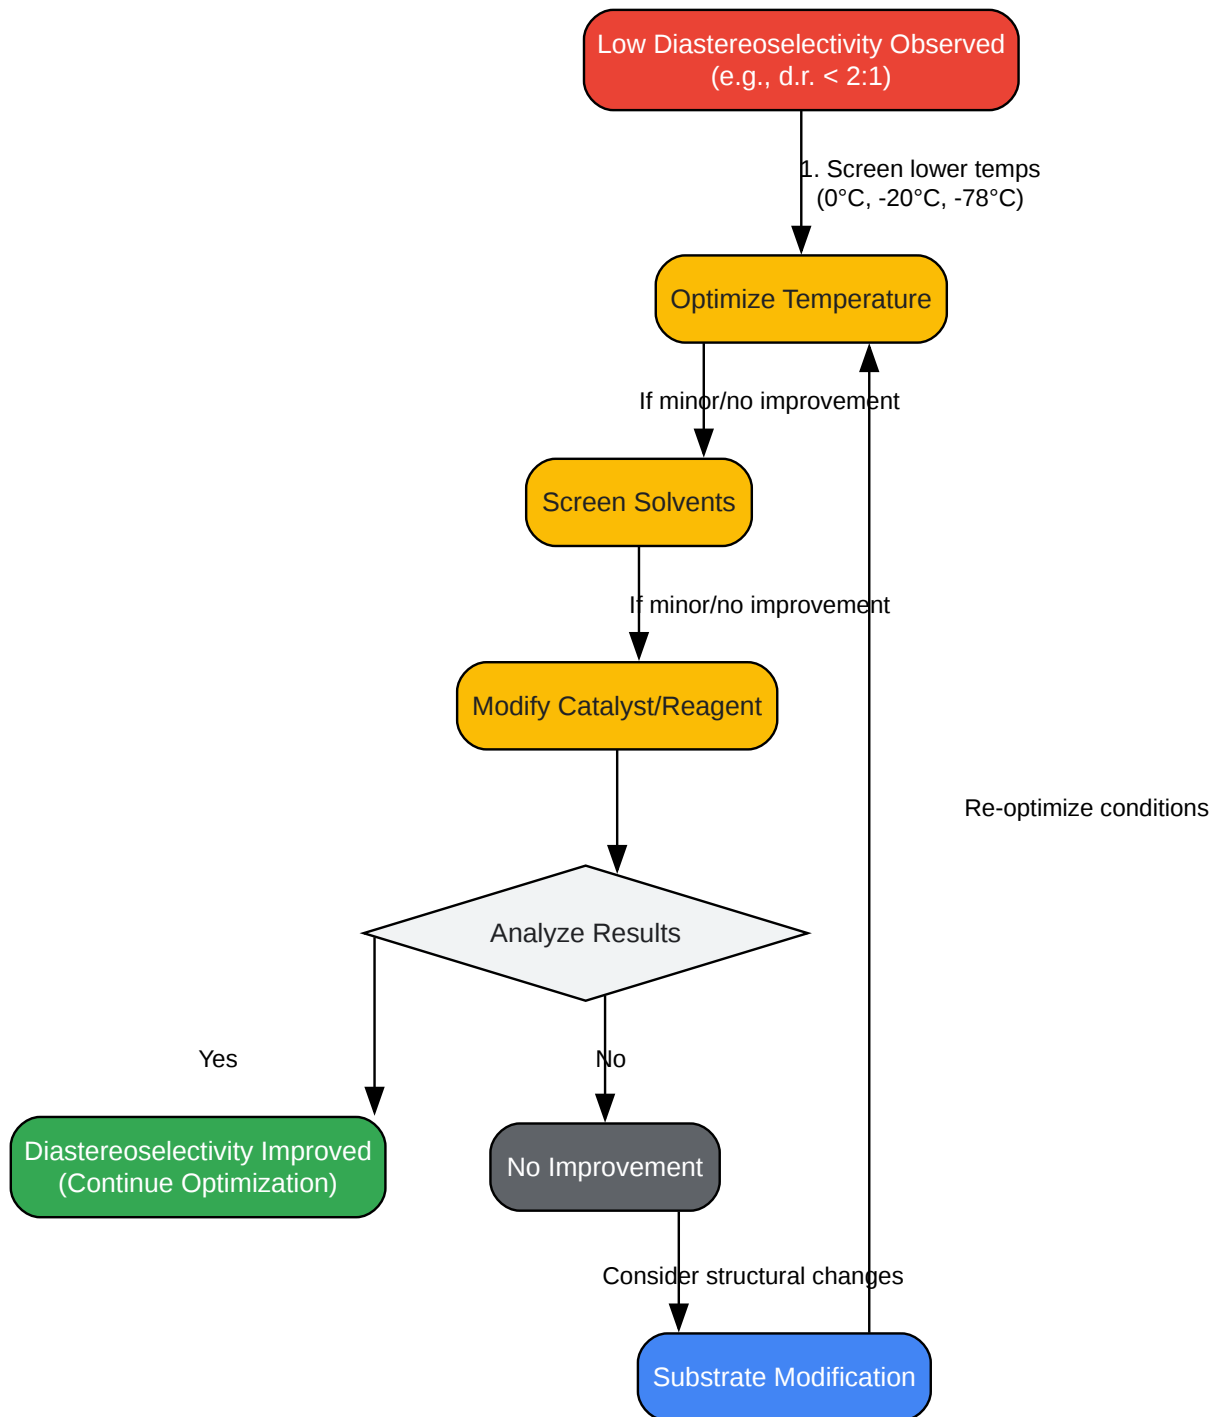 Low Diastereoselectivity Observed
(e.g., d.r. < 2:1)
1. Screen lower temps
(0°C, -20°C, -78°C)
Optimize Temperature
If minor/no improvement
Screen Solvents
If minor/no improvement
Modify Catalyst/Reagent
Re-optimize conditions
Analyze Results
Yes
No
Diastereoselectivity Improved
(Continue Optimization)
No Improvement
Consider structural changes
Substrate Modification